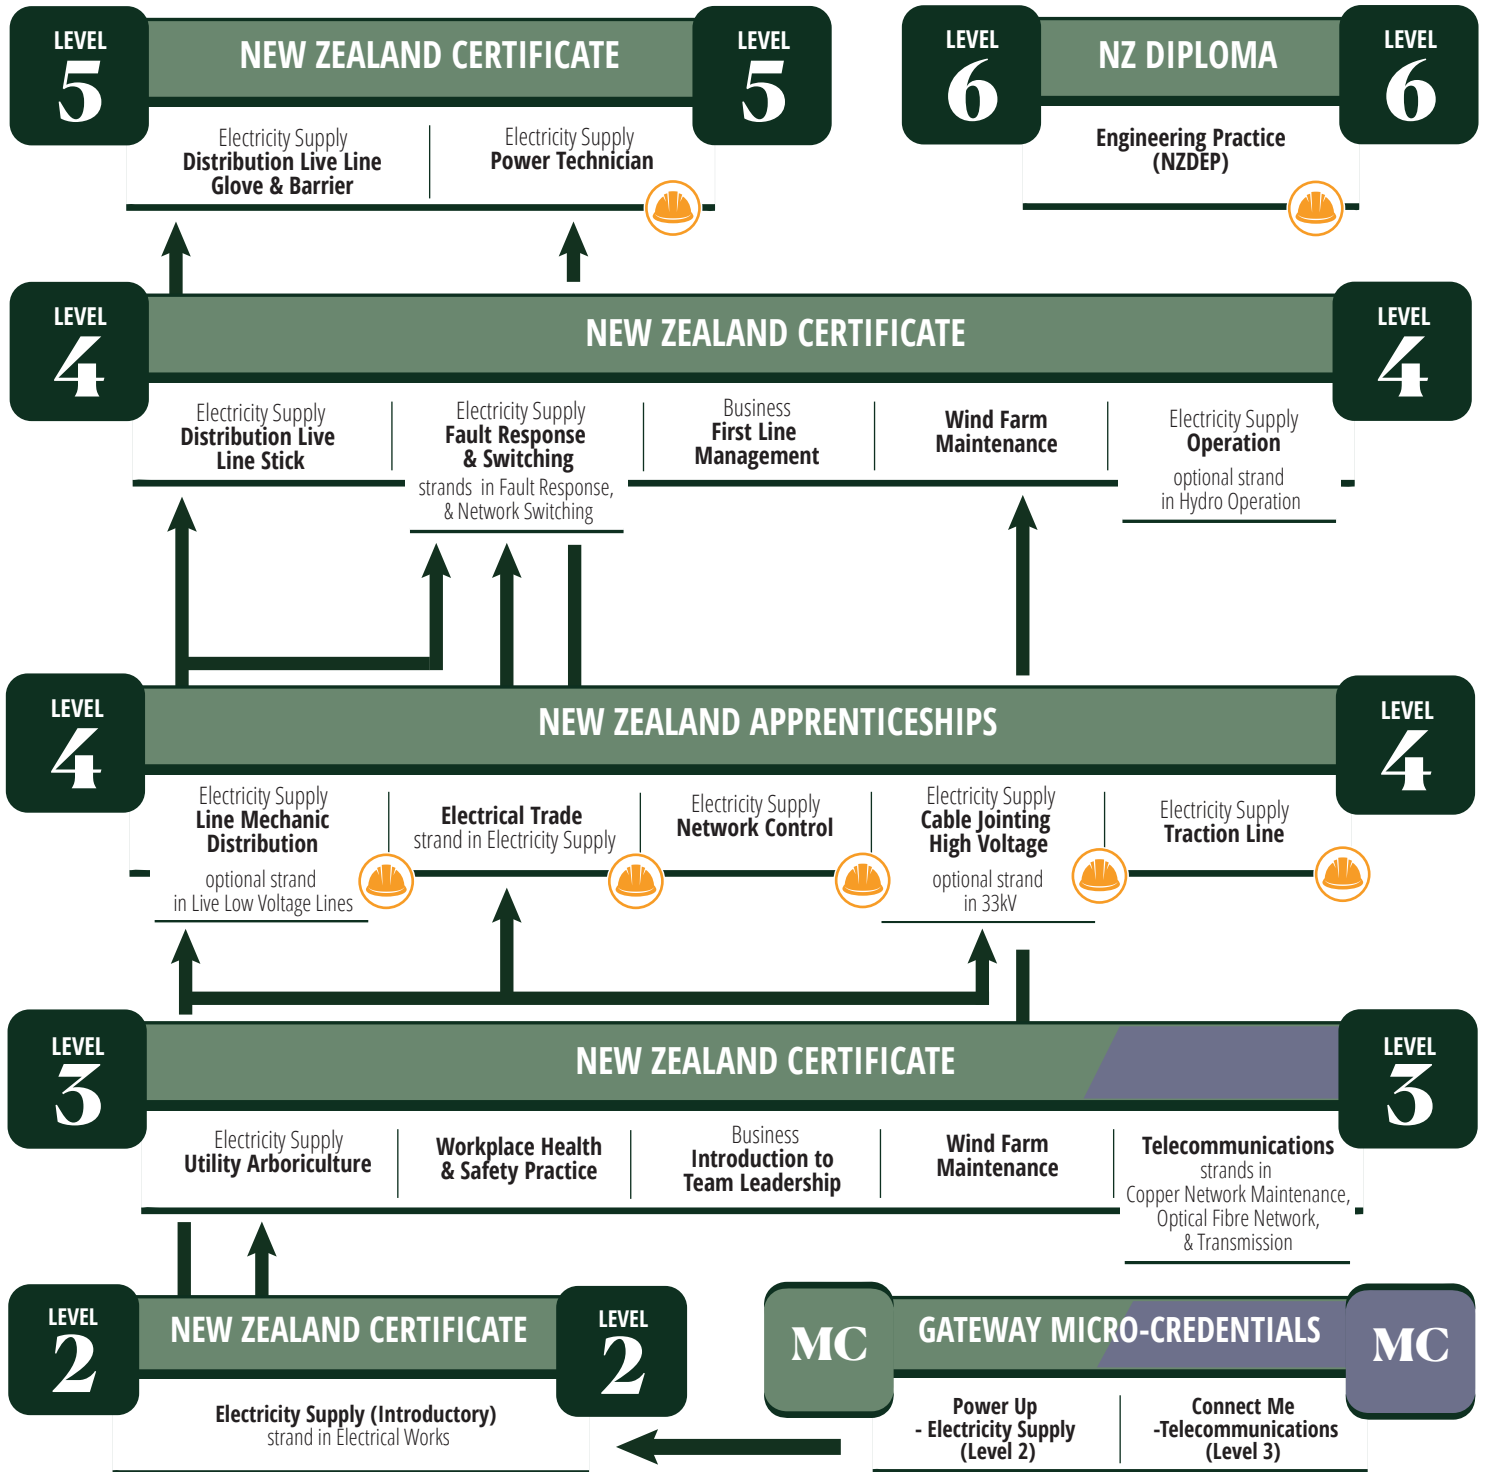 LEVEL
5
NEW ZEALAND CERTIFICATE
LEVEL
5
Electricity Supply
Distribution Live Line
Glove & Barrier
Electricity Supply
Power Technician
LEVEL
6
NZ DIPLOMA
LEVEL
6
Engineering Practice
(NZDEP)
LEVEL
4
NEW ZEALAND CERTIFICATE
LEVEL
4
Electricity Supply
Distribution Live
Line Stick
Electricity Supply
Fault Response
& Switching
strands in Fault Response,
& Network Switching
Business
First Line
Management
Wind Farm
Maintenance
Electricity Supply
Operation
optional strand
in Hydro Operation
LEVEL
4
NEW ZEALAND APPRENTICESHIPS
LEVEL
4
Electricity Supply
Line Mechanic
Distribution
optional strand
in Live Low Voltage Lines
Electrical Trade
strand in Electricity Supply
Electricity Supply
Network Control
Electricity Supply
Cable Jointing
High Voltage
optional strand
in 33kV
Electricity Supply
Traction Line
LEVEL
3
NEW ZEALAND CERTIFICATE
LEVEL
3
Electricity Supply
Utility Arboriculture
Workplace Health
& Safety Practice
Business
Introduction to
Team Leadership
Wind Farm
Maintenance
Telecommunications
strands in
Copper Network Maintenance,
Optical Fibre Network,
& Transmission
LEVEL
2
NEW ZEALAND CERTIFICATE
LEVEL
2
Electricity Supply (Introductory)
strand in Electrical Works
MC
GATEWAY MICRO-CREDENTIALS
MC
Power Up
- Electricity Supply
(Level 2)
Connect Me
-Telecommunications
(Level 3)